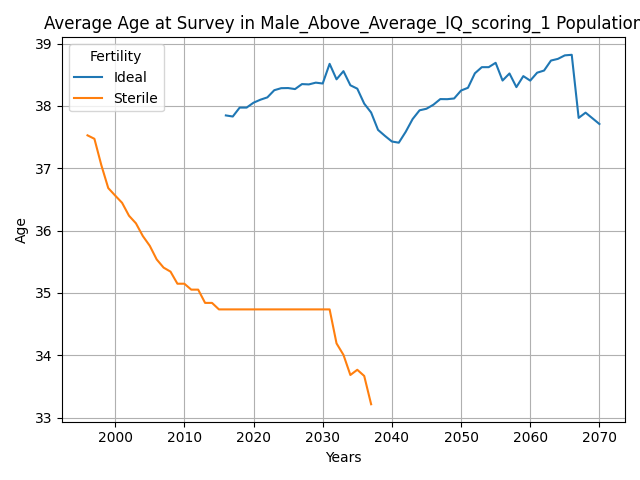 Average Age at Survey in Male_Above_Average_IQ_scoring_1 Population
Fertility
Ideal
Sterile
39
38
37
36
35
34
33
Age
2000 2010 2020 2030 2040 2050 2060 2070
Years